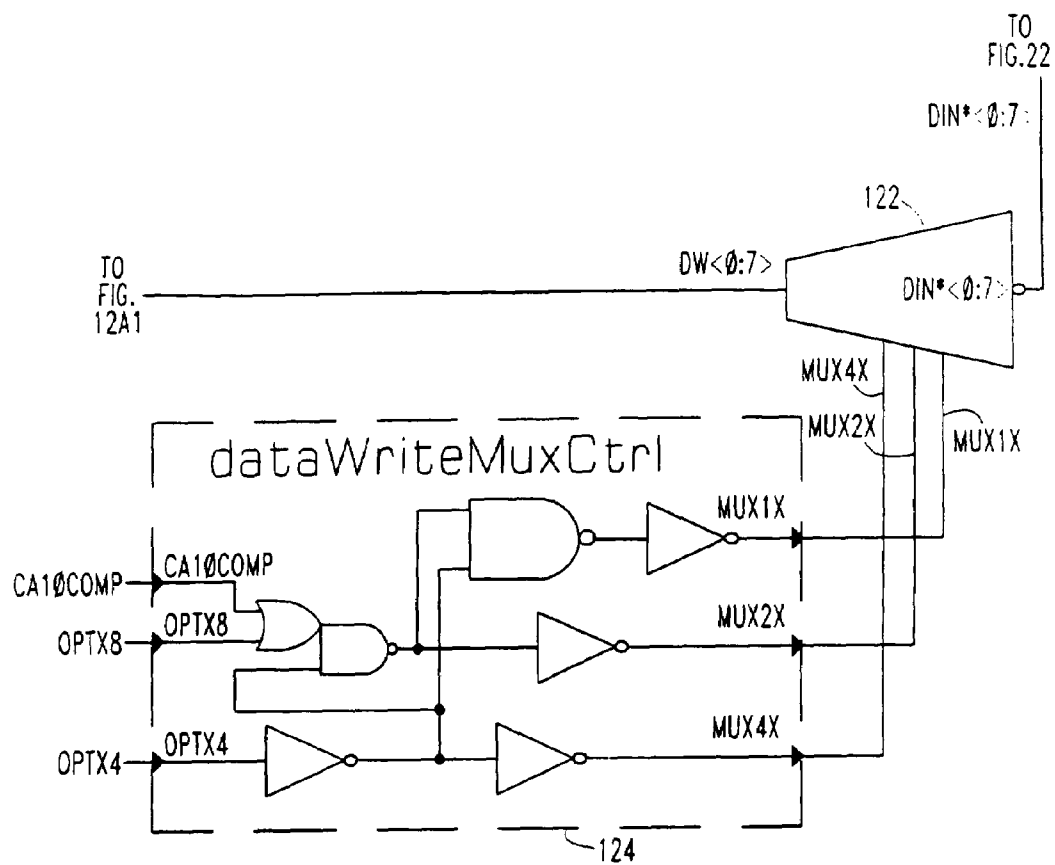 TO
FIG.22
DIN*<Ø:7>
122
TO
FIG.
12A1
DW<Ø:7>
DIN*<Ø:7>
MUX4X
MUX2X
MUX1X
dataWriteMuxCtrl
MUX1X
CA1ØCOMP
CA1ØCOMP
OPTX8
OPTX8
MUX2X
OPTX4
OPTX4
MUX4X
124